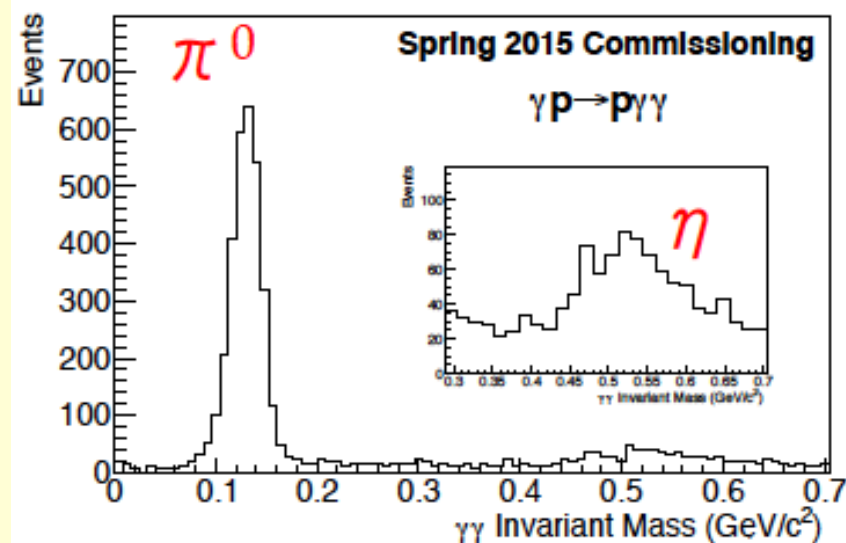 Spring 2015 Commissioning
π⁰
γp→pγγ
Events
700
600
500
400
300
200
100
0
0 0.1 0.2 0.3 0.4 0.5 0.6 0.7
γγ Invariant Mass (GeV/c²)
η
Events
100
80
60
40
20
0
0.3 0.35 0.4 0.45 0.5 0.55 0.6 0.65 0.7
γγ Invariant Mass (GeV/c²)